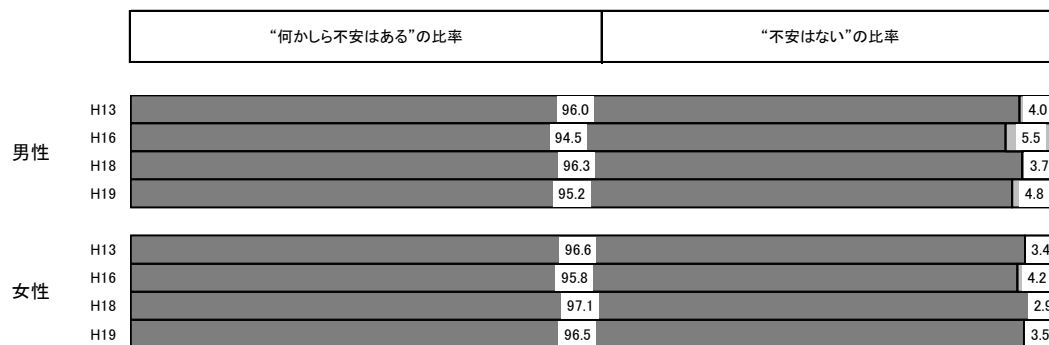 “何かしら不安はある”の比率 “不安はない”の比率
男性
H13 96.0 4.0
H16 94.5 5.5
H18 96.3 3.7
H19 95.2 4.8
女性
H13 96.6 3.4
H16 95.8 4.2
H18 97.1 2.9
H19 96.5 3.5